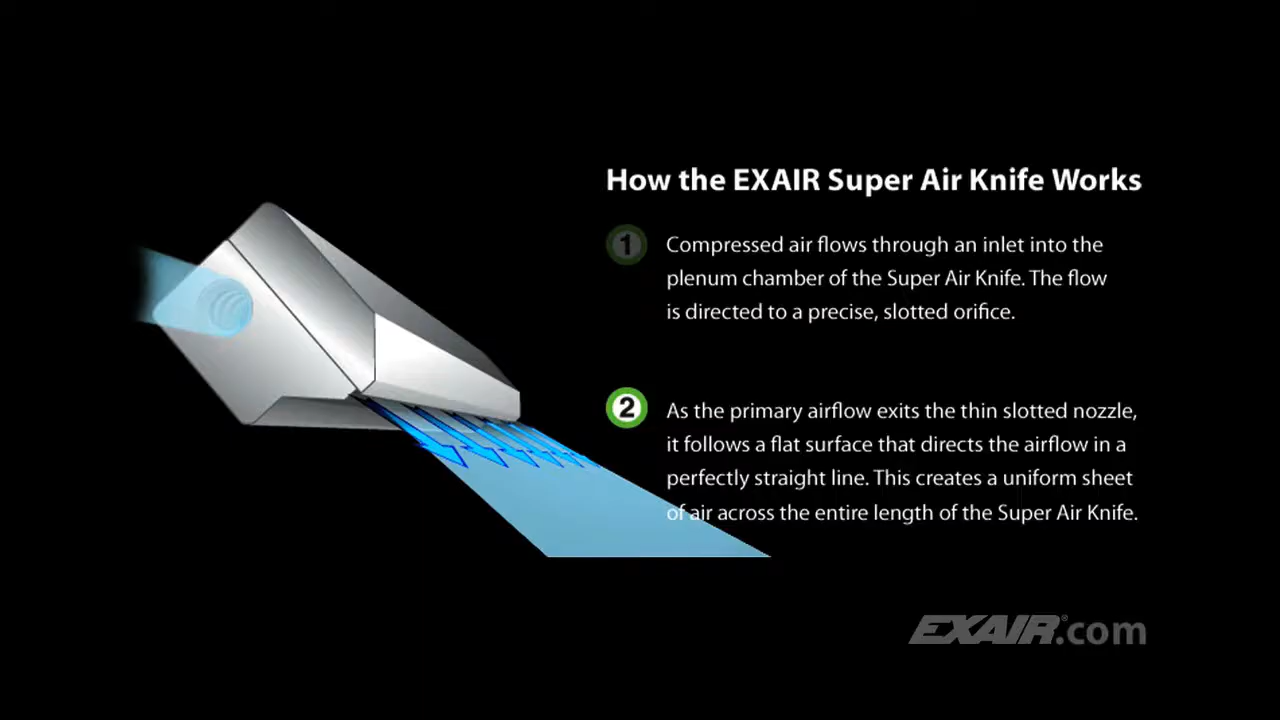 How the EXAIR Super Air Knife Works
1
Compressed air flows through an inlet into the
plenum chamber of the Super Air Knife. The flow
is directed to a precise, slotted orifice.
2
As the primary airflow exits the thin slotted nozzle,
it follows a flat surface that directs the airflow in a
perfectly straight line. This creates a uniform sheet
of air across the entire length of the Super Air Knife.
EXAIR®.com